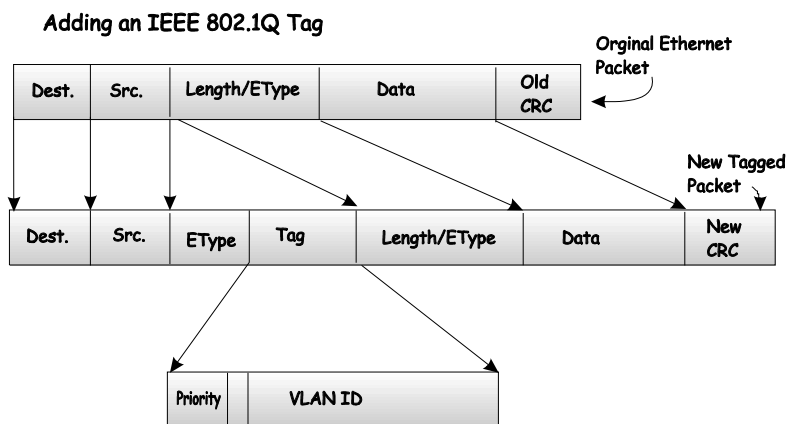 Adding an IEEE 802.1Q Tag
Orginal Ethernet
Packet
Dest.
Src.
Length/EType
Data
Old
CRC
New Tagged
Packet
Dest.
Src.
EType
Tag
Length/EType
Data
New
CRC
Priority
VLAN ID